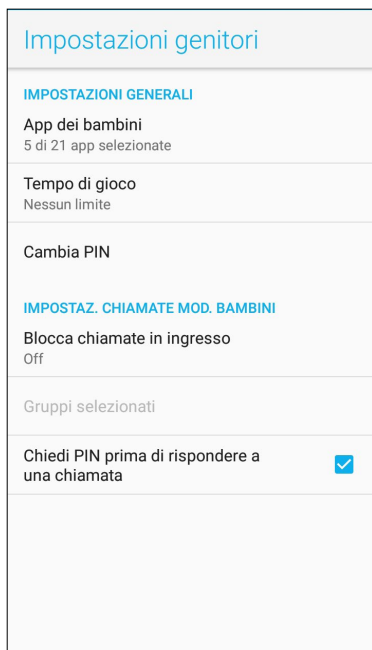 Impostazioni genitori
IMPOSTAZIONI GENERALI
App dei bambini
5 di 21 app selezionate
Tempo di gioco
Nessun limite
Cambia PIN
IMPOSTAZ. CHIAMATE MOD. BAMBINI
Blocca chiamate in ingresso
Off
Gruppi selezionati
Chiedi PIN prima di rispondere a
una chiamata